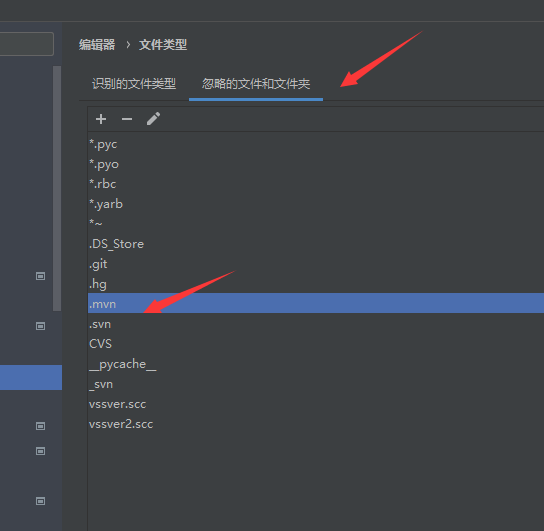 编辑器 › 文件类型
识别的文件类型 忽略的文件和文件夹
*.pyc
*.pyo
*.rbc
*.yarb
*~
.DS_Store
.git
.hg
.mvn
.svn
CVS
__pycache__
_svn
vssver.scc
vssver2.scc